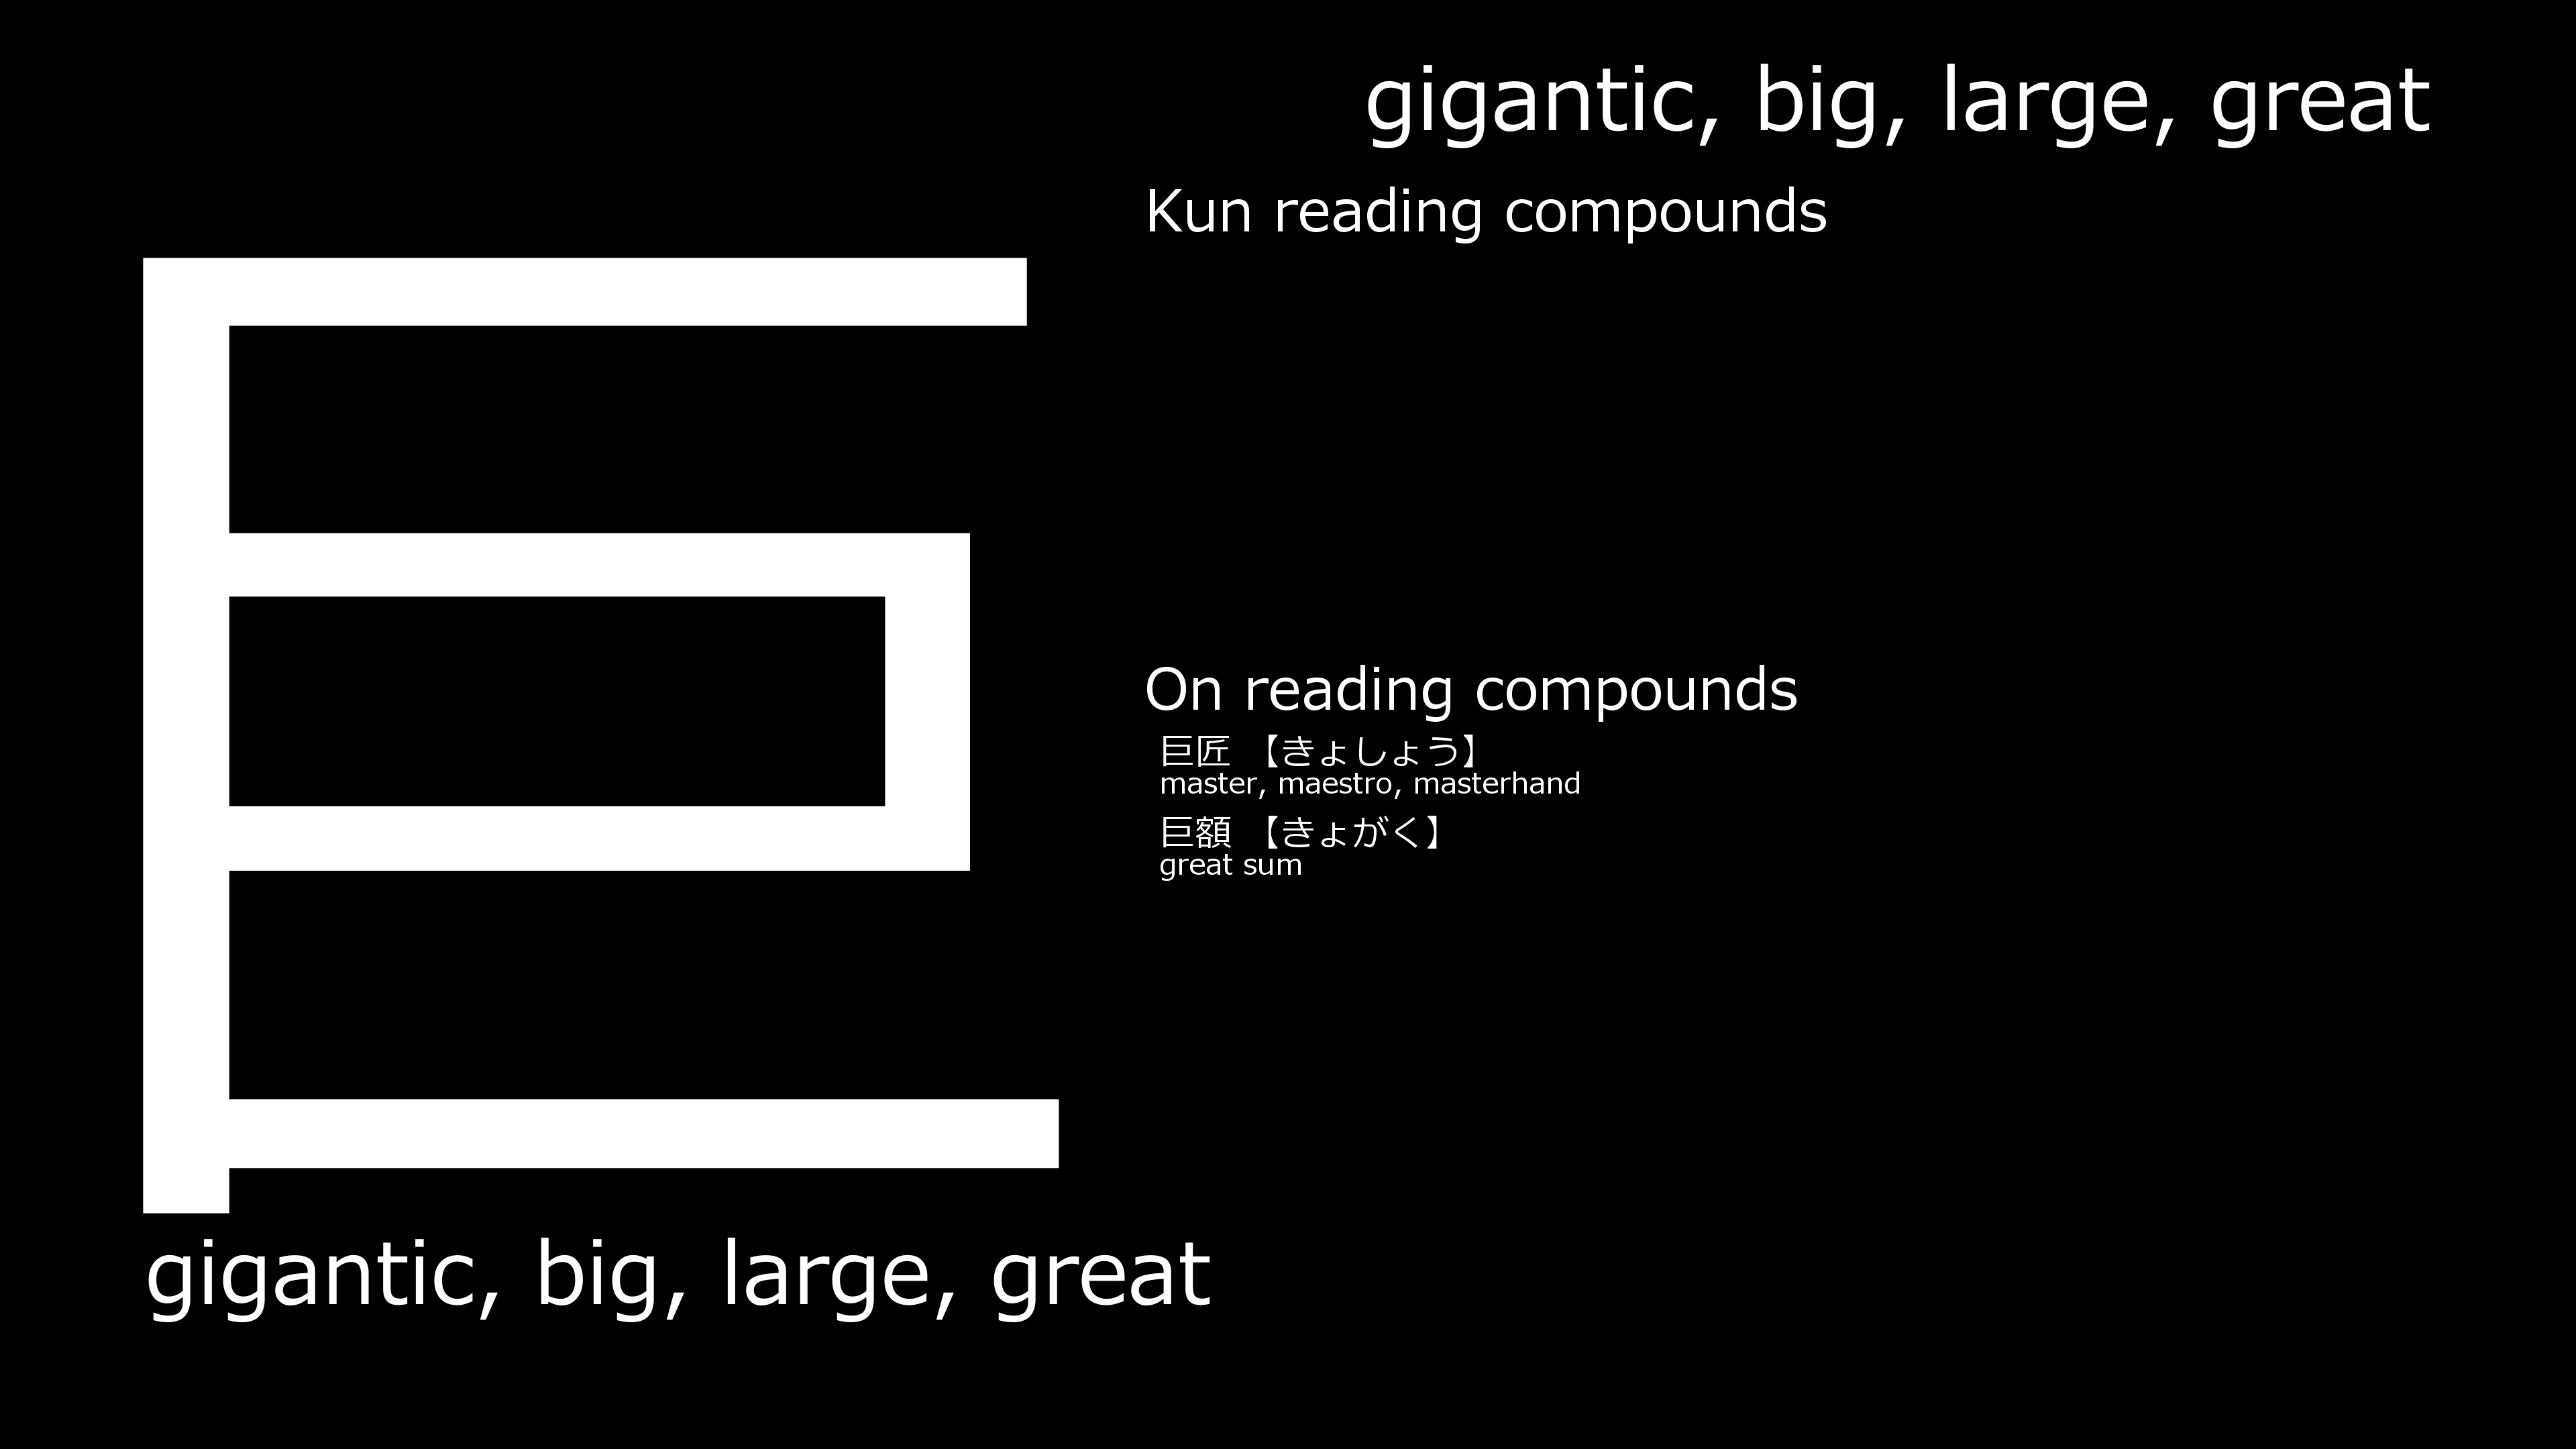 巨
gigantic, big, large, great
gigantic, big, large, great
Kun reading compounds
On reading compounds
巨匠 【きょしょう】
master, maestro, masterhand
巨額 【きょがく】
great sum